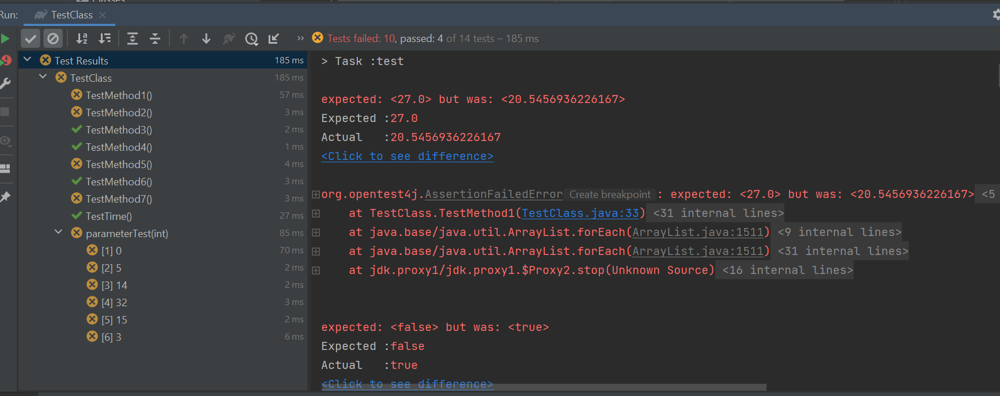 Run:
TestClass
Tests failed: 10, passed: 4 of 14 tests – 185 ms
Test Results 185 ms
TestClass 185 ms
TestMethod1() 57 ms
TestMethod2() 3 ms
TestMethod3() 2 ms
TestMethod4() 1 ms
TestMethod5() 4 ms
TestMethod6() 3 ms
TestMethod7() 3 ms
TestTime() 27 ms
parameterTest(int) 85 ms
[1] 0 70 ms
[2] 5 2 ms
[3] 14 2 ms
[4] 32 3 ms
[5] 15 2 ms
[6] 3 6 ms
> Task :test
expected: <27.0> but was: <20.5456936226167>
Expected :27.0
Actual   :20.5456936226167
<Click to see difference>
org.opentest4j.AssertionFailedError Create breakpoint : expected: <27.0> but was: <20.5456936226167> <5
at TestClass.TestMethod1(TestClass.java:33) <31 internal lines>
at java.base/java.util.ArrayList.forEach(ArrayList.java:1511) <9 internal lines>
at java.base/java.util.ArrayList.forEach(ArrayList.java:1511) <31 internal lines>
at jdk.proxy1/jdk.proxy1.$Proxy2.stop(Unknown Source) <16 internal lines>
expected: <false> but was: <true>
Expected :false
Actual   :true
<Click to see difference>